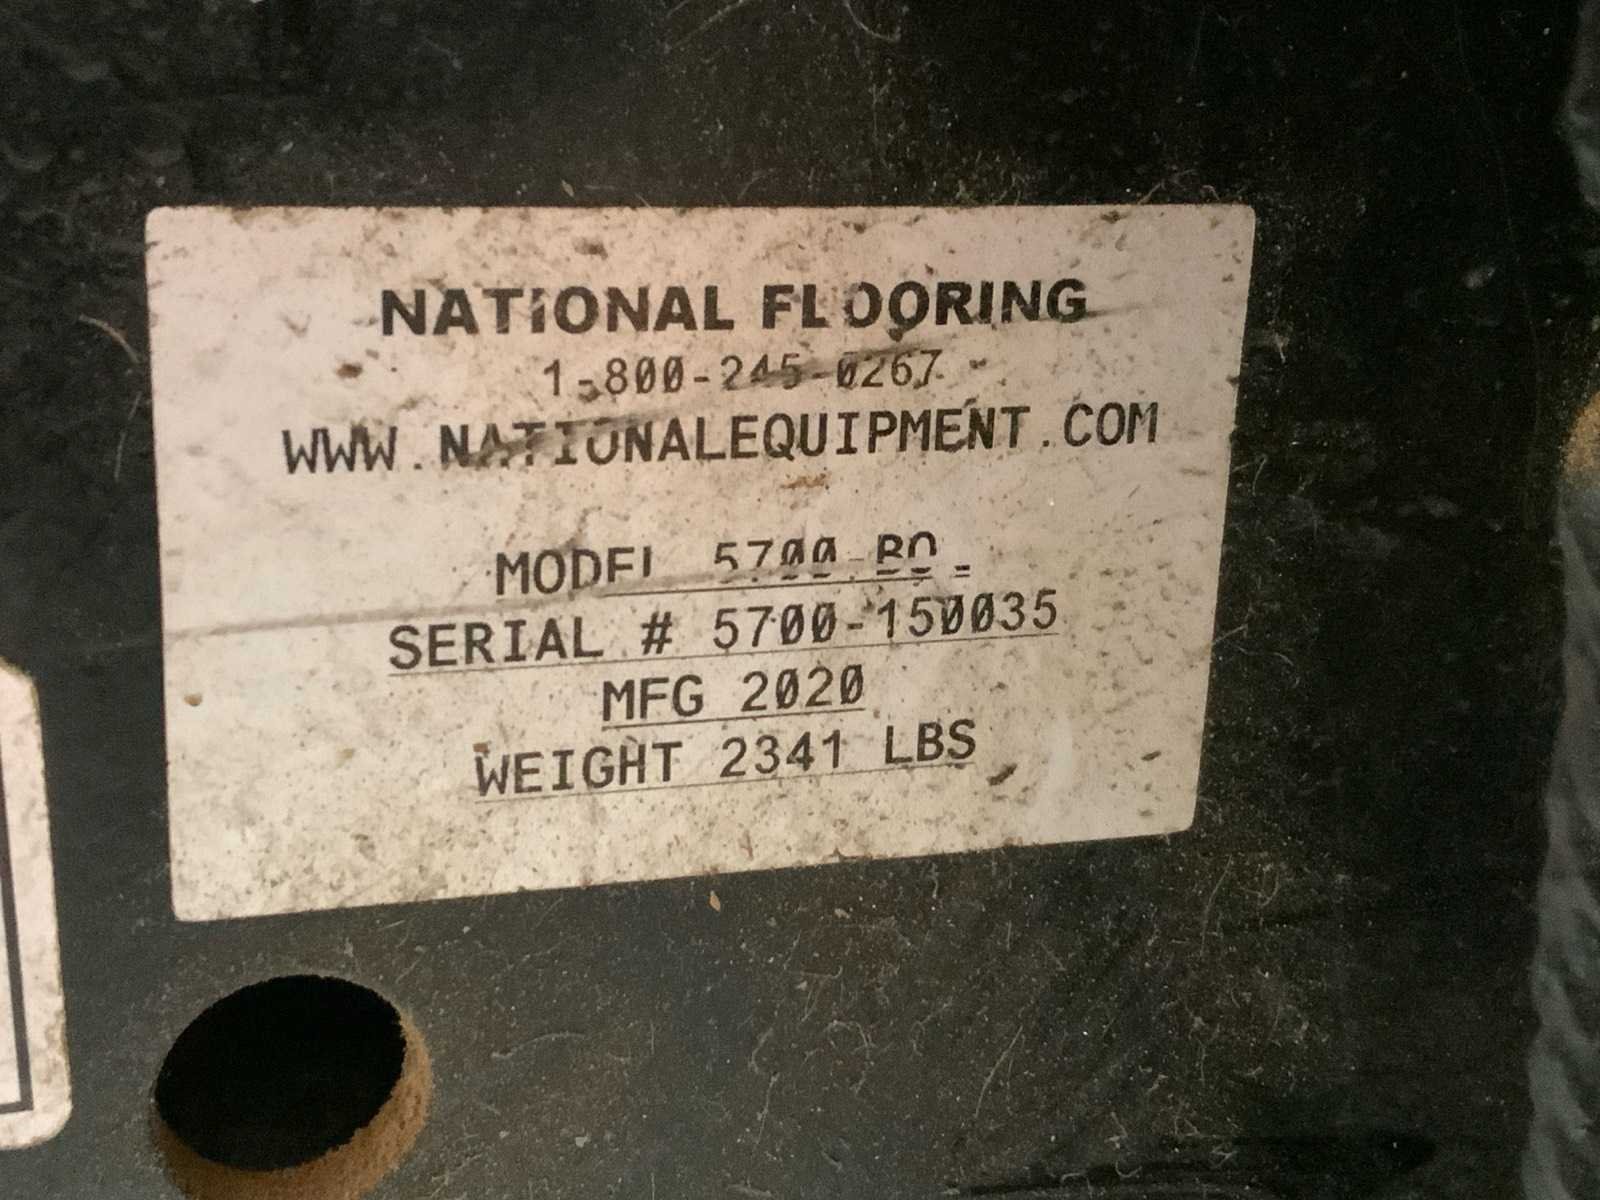 NATIONAL FLOORING
1-800-245-0267
WWW.NATIONALEQUIPMENT.COM
MODEL 5700
SERIAL # 5700-150035
MFG 2020
WEIGHT 2341 LBS